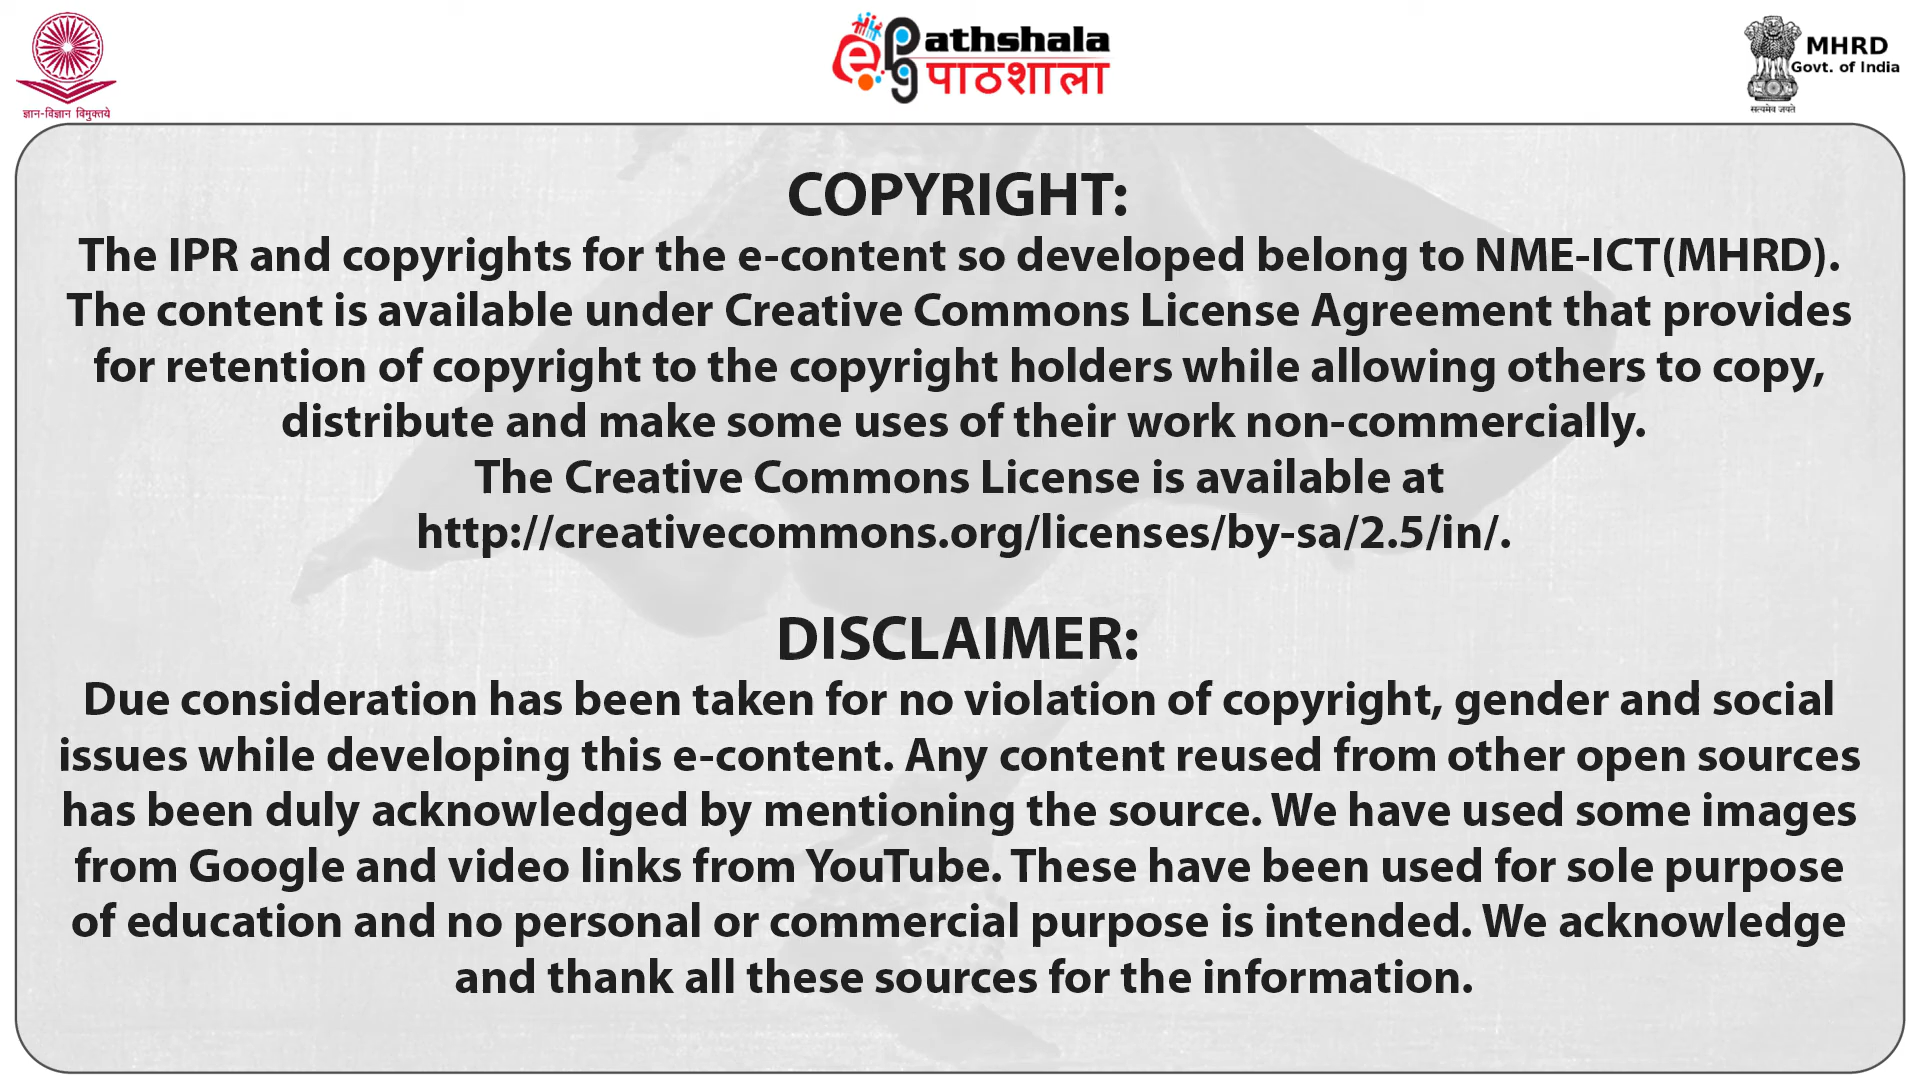 ज्ञान-विज्ञान विमुक्तये
e PG Pathshala
पाठशाला
MHRD
Govt. of India
सत्यमेव जयते
COPYRIGHT:
The IPR and copyrights for the e-content so developed belong to NME-ICT(MHRD).
The content is available under Creative Commons License Agreement that provides
for retention of copyright to the copyright holders while allowing others to copy,
distribute and make some uses of their work non-commercially.
The Creative Commons License is available at
http://creativecommons.org/licenses/by-sa/2.5/in/.
DISCLAIMER:
Due consideration has been taken for no violation of copyright, gender and social
issues while developing this e-content. Any content reused from other open sources
has been duly acknowledged by mentioning the source. We have used some images
from Google and video links from YouTube. These have been used for sole purpose
of education and no personal or commercial purpose is intended. We acknowledge
and thank all these sources for the information.